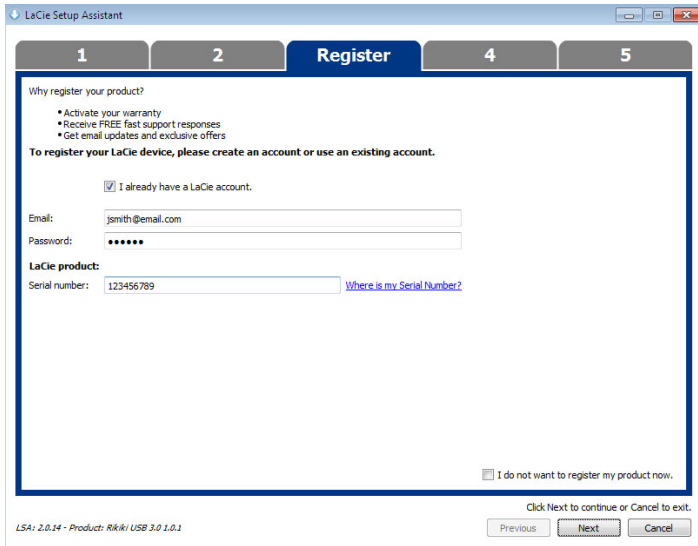 LaCie Setup Assistant
1 2 Register 4 5
Why register your product?
• Activate your warranty
• Receive FREE fast support responses
• Get email updates and exclusive offers
To register your LaCie device, please create an account or use an existing account.
I already have a LaCie account.
Email: jsmith@email.com
Password: ••••••
LaCie product:
Serial number: 123456789 Where is my Serial Number?
I do not want to register my product now.
Click Next to continue or Cancel to exit.
LSA: 2.0.14 - Product: Rikiki USB 3.0 1.0.1 Previous Next Cancel